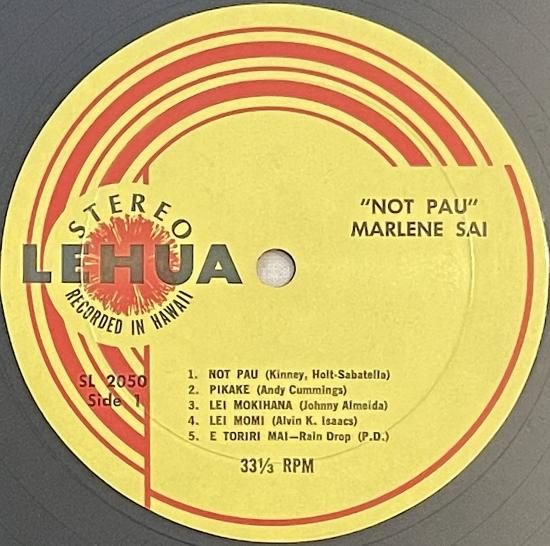 STEREO
LEHUA
RECORDED IN HAWAII
"NOT PAU"
MARLENE SAI
SL 2050
Side 1
1. NOT PAU (Kinney, Holt-Sabatella)
2. PIKAKE (Andy Cummings)
3. LEI MOKIHANA (Johnny Almeida)
4. LEI MOMI (Alvin K. Isaacs)
5. E TORIRI MAI—Rain Drop (P.D.)
33⅓ RPM